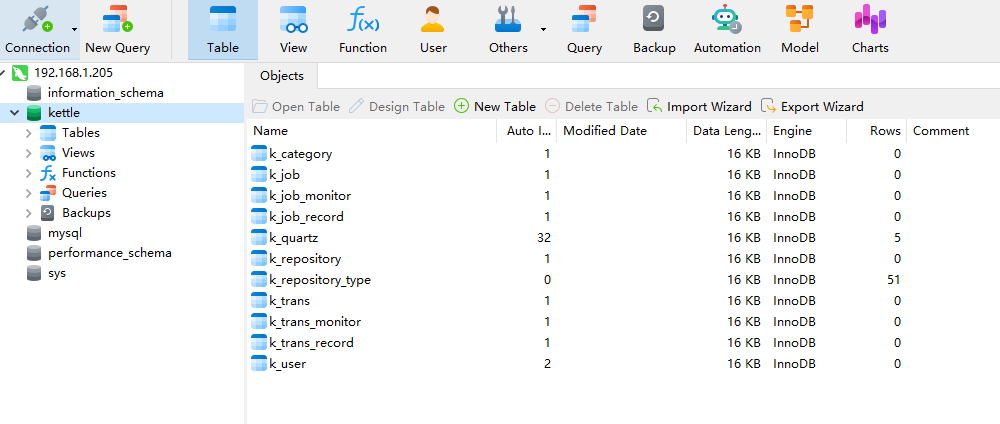 Connection New Query Table View Function User Others Query Backup Automation Model Charts
192.168.1.205
information_schema
kettle
Tables
Views
Functions
Queries
Backups
mysql
performance_schema
sys
Objects
Open Table Design Table New Table Delete Table Import Wizard Export Wizard
Name Auto I... Modified Date Data Leng... Engine Rows Comment
k_category 1 16 KB InnoDB 0
k_job 1 16 KB InnoDB 0
k_job_monitor 1 16 KB InnoDB 0
k_job_record 1 16 KB InnoDB 0
k_quartz 32 16 KB InnoDB 5
k_repository 1 16 KB InnoDB 0
k_repository_type 0 16 KB InnoDB 51
k_trans 1 16 KB InnoDB 0
k_trans_monitor 1 16 KB InnoDB 0
k_trans_record 1 16 KB InnoDB 0
k_user 2 16 KB InnoDB 0